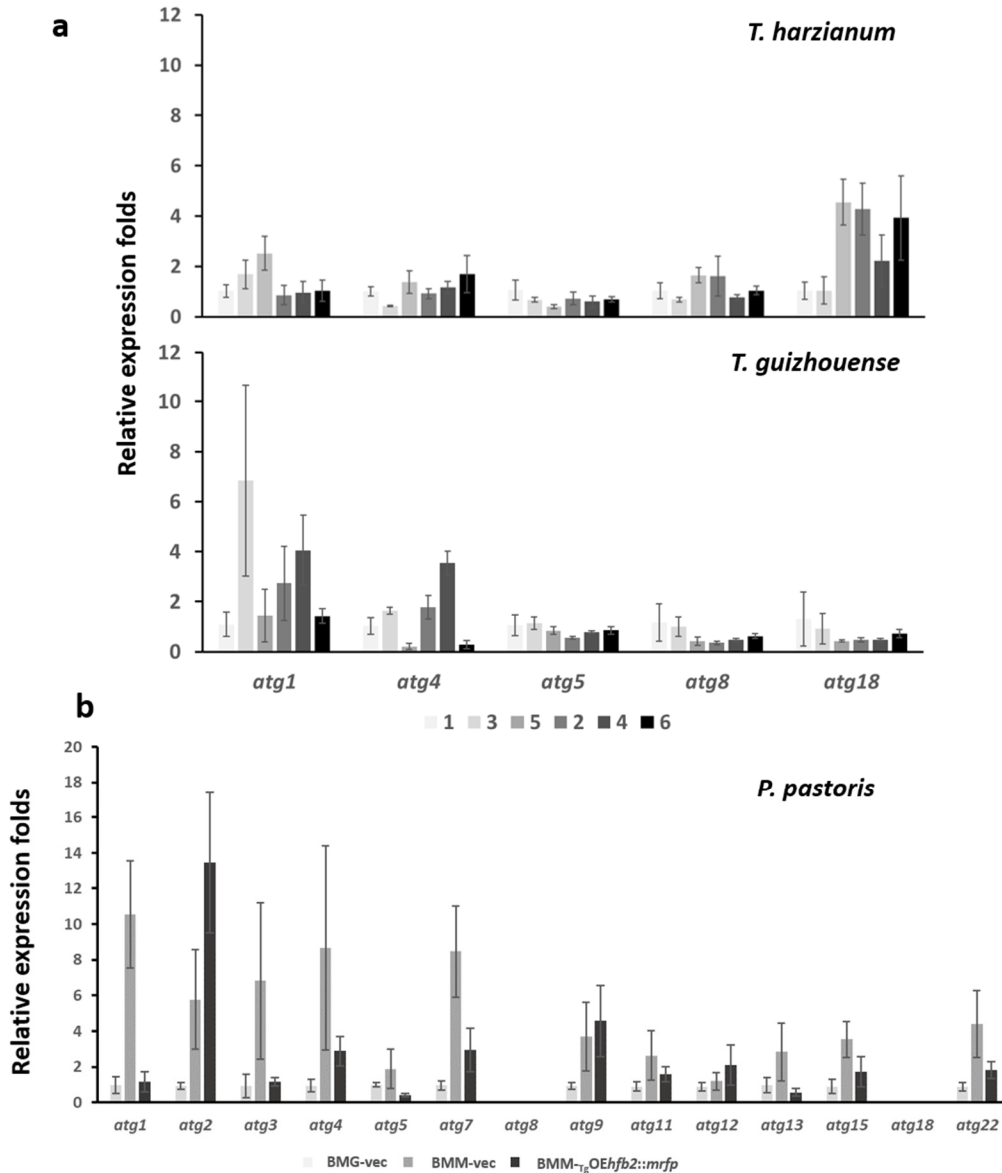 a
T. harzianum
12
10
8
6
4
2
0
Relative expression folds
T. guizhouense
12
10
8
6
4
2
0
atg1 atg4 atg5 atg8 atg18
1 3 5 2 4 6
b
P. pastoris
20
18
16
14
12
10
8
6
4
2
0
Relative expression folds
atg1 atg2 atg3 atg4 atg5 atg7 atg8 atg9 atg11 atg12 atg13 atg15 atg18 atg22
BMG-vec BMM-vec BMM-TgOEhfb2::mrfp